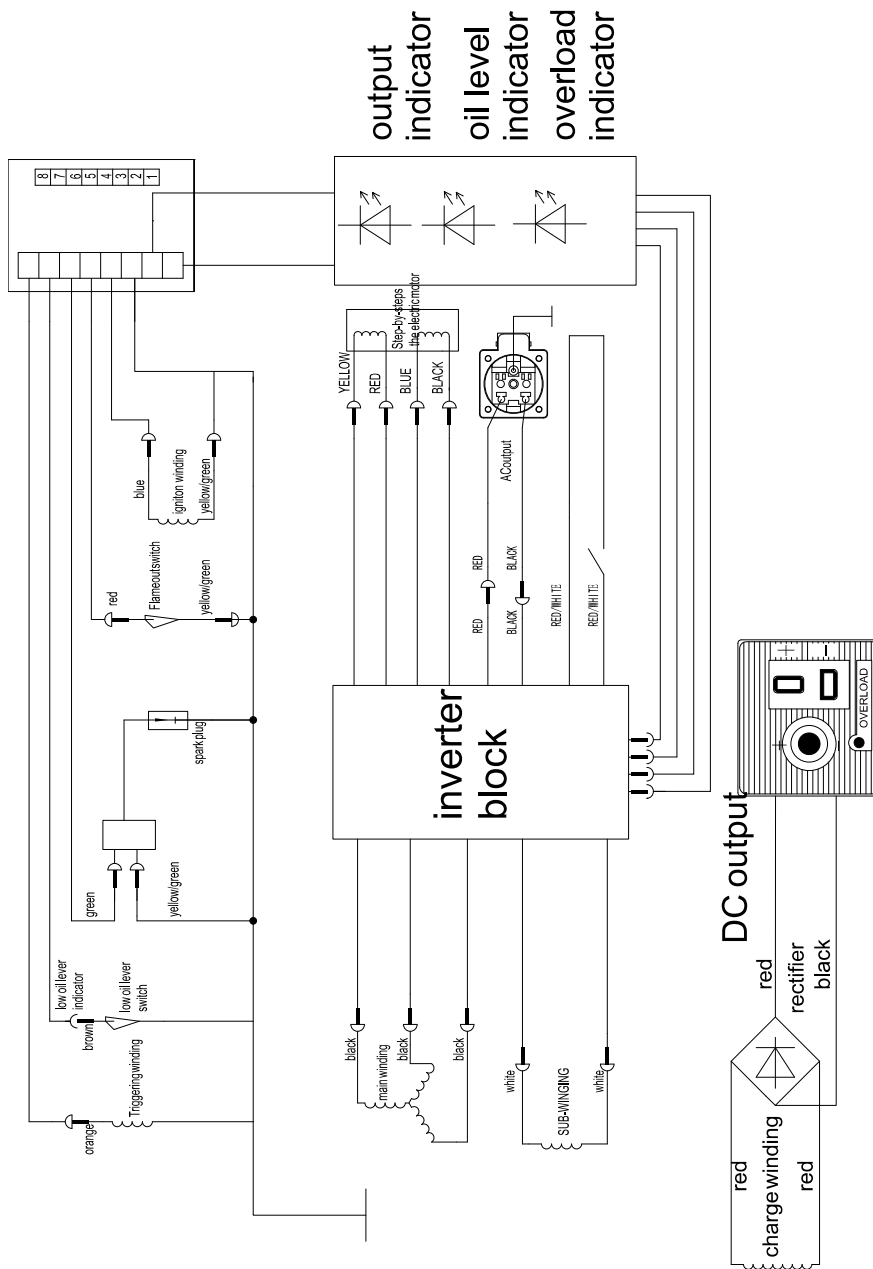 output
indicator
oil level
indicator
overload
indicator
8
7
6
5
4
3
2
1
Step-by-steps
the electric motor
YELLOW
RED
BLUE
BLACK
blue
igniton winding
yellow/green
red
Flameoutswitch
yellow/green
spark plug
green
yellow/green
low oil lever
indicator
brown
low oil lever
switch
orange
Triggering winding
ACoutput
RED
RED
BLACK
BLACK
RED/WHITE
RED/WHITE
inverter
block
black
main winding
black
black
white
SUB-WINGING
white
DC output
+
−
+
−
OVERLOAD
red
rectifier
black
red
charge winding
red